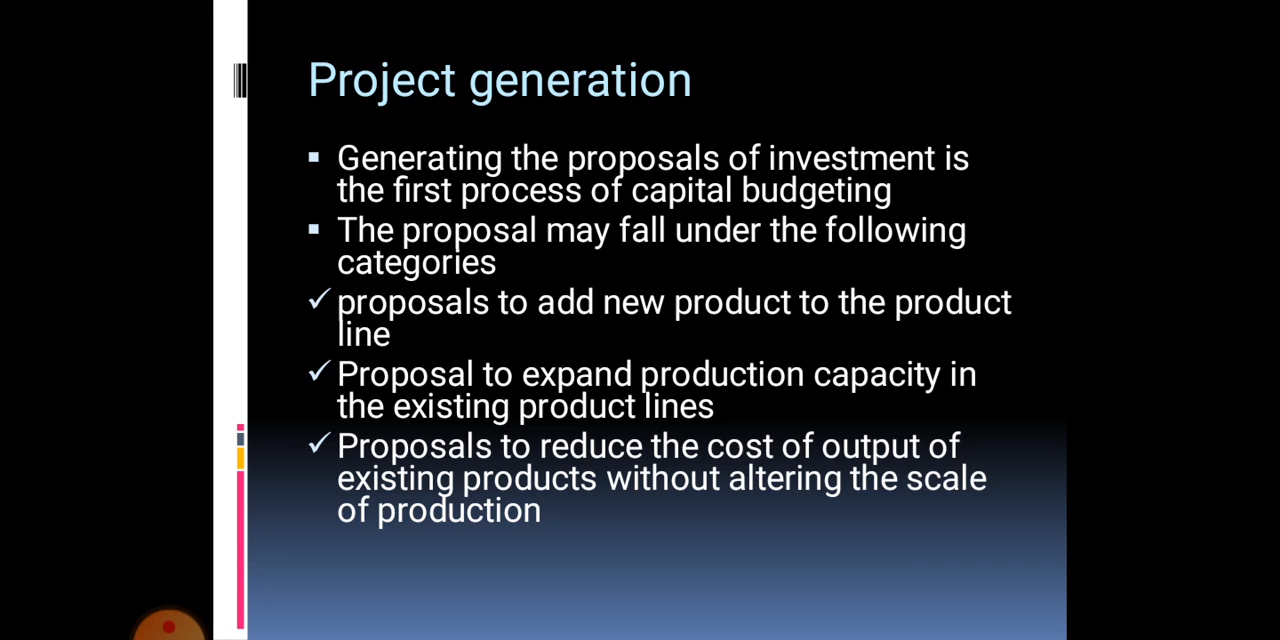 Project generation
Generating the proposals of investment is
the first process of capital budgeting
The proposal may fall under the following
categories
proposals to add new product to the product
line
Proposal to expand production capacity in
the existing product lines
Proposals to reduce the cost of output of
existing products without altering the scale
of production